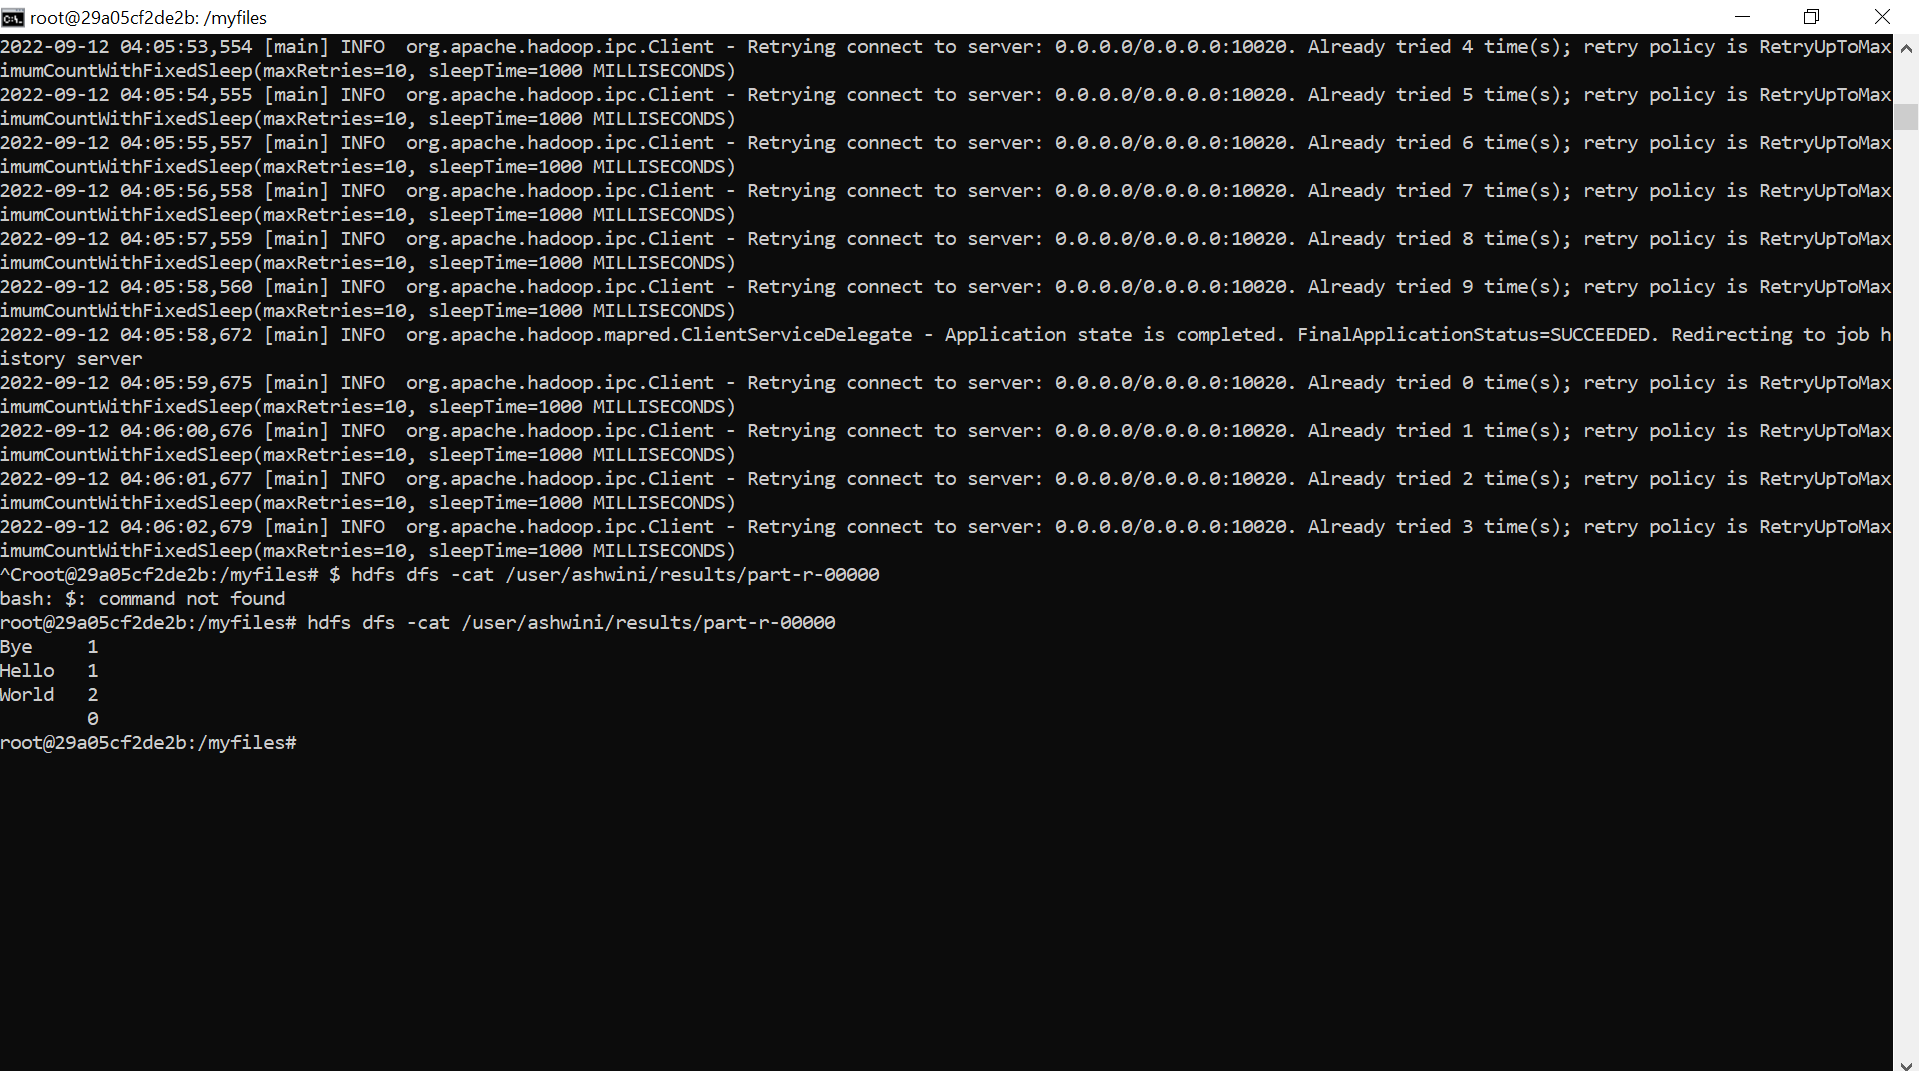 root@29a05cf2de2b: /myfiles
2022-09-12 04:05:53,554 [main] INFO  org.apache.hadoop.ipc.Client - Retrying connect to server: 0.0.0.0/0.0.0.0:10020. Already tried 4 time(s); retry policy is RetryUpToMax
imumCountWithFixedSleep(maxRetries=10, sleepTime=1000 MILLISECONDS)
2022-09-12 04:05:54,555 [main] INFO  org.apache.hadoop.ipc.Client - Retrying connect to server: 0.0.0.0/0.0.0.0:10020. Already tried 5 time(s); retry policy is RetryUpToMax
imumCountWithFixedSleep(maxRetries=10, sleepTime=1000 MILLISECONDS)
2022-09-12 04:05:55,557 [main] INFO  org.apache.hadoop.ipc.Client - Retrying connect to server: 0.0.0.0/0.0.0.0:10020. Already tried 6 time(s); retry policy is RetryUpToMax
imumCountWithFixedSleep(maxRetries=10, sleepTime=1000 MILLISECONDS)
2022-09-12 04:05:56,558 [main] INFO  org.apache.hadoop.ipc.Client - Retrying connect to server: 0.0.0.0/0.0.0.0:10020. Already tried 7 time(s); retry policy is RetryUpToMax
imumCountWithFixedSleep(maxRetries=10, sleepTime=1000 MILLISECONDS)
2022-09-12 04:05:57,559 [main] INFO  org.apache.hadoop.ipc.Client - Retrying connect to server: 0.0.0.0/0.0.0.0:10020. Already tried 8 time(s); retry policy is RetryUpToMax
imumCountWithFixedSleep(maxRetries=10, sleepTime=1000 MILLISECONDS)
2022-09-12 04:05:58,560 [main] INFO  org.apache.hadoop.ipc.Client - Retrying connect to server: 0.0.0.0/0.0.0.0:10020. Already tried 9 time(s); retry policy is RetryUpToMax
imumCountWithFixedSleep(maxRetries=10, sleepTime=1000 MILLISECONDS)
2022-09-12 04:05:58,672 [main] INFO  org.apache.hadoop.mapred.ClientServiceDelegate - Application state is completed. FinalApplicationStatus=SUCCEEDED. Redirecting to job h
istory server
2022-09-12 04:05:59,675 [main] INFO  org.apache.hadoop.ipc.Client - Retrying connect to server: 0.0.0.0/0.0.0.0:10020. Already tried 0 time(s); retry policy is RetryUpToMax
imumCountWithFixedSleep(maxRetries=10, sleepTime=1000 MILLISECONDS)
2022-09-12 04:06:00,676 [main] INFO  org.apache.hadoop.ipc.Client - Retrying connect to server: 0.0.0.0/0.0.0.0:10020. Already tried 1 time(s); retry policy is RetryUpToMax
imumCountWithFixedSleep(maxRetries=10, sleepTime=1000 MILLISECONDS)
2022-09-12 04:06:01,677 [main] INFO  org.apache.hadoop.ipc.Client - Retrying connect to server: 0.0.0.0/0.0.0.0:10020. Already tried 2 time(s); retry policy is RetryUpToMax
imumCountWithFixedSleep(maxRetries=10, sleepTime=1000 MILLISECONDS)
2022-09-12 04:06:02,679 [main] INFO  org.apache.hadoop.ipc.Client - Retrying connect to server: 0.0.0.0/0.0.0.0:10020. Already tried 3 time(s); retry policy is RetryUpToMax
imumCountWithFixedSleep(maxRetries=10, sleepTime=1000 MILLISECONDS)
^Croot@29a05cf2de2b:/myfiles# $ hdfs dfs -cat /user/ashwini/results/part-r-00000
bash: $: command not found
root@29a05cf2de2b:/myfiles# hdfs dfs -cat /user/ashwini/results/part-r-00000
Bye     1
Hello   1
World   2
        0
root@29a05cf2de2b:/myfiles#